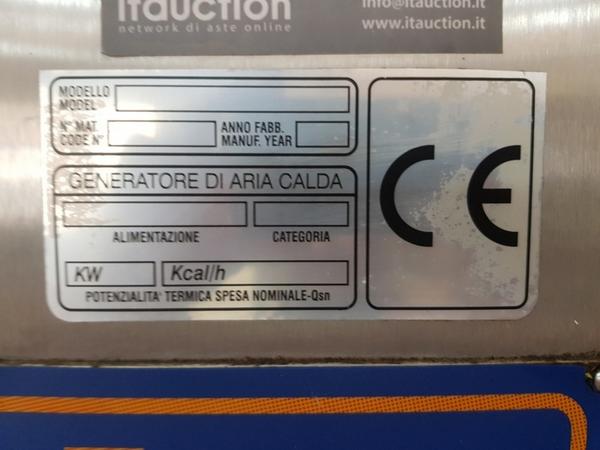 itauction
network di aste online
info@itauction.it
www.itauction.it
MODELLO
MODEL
N° MAT.
CODE N°
ANNO FABB.
MANUF. YEAR
GENERATORE DI ARIA CALDA
ALIMENTAZIONE
CATEGORIA
KW
Kcal/h
POTENZIALITA' TERMICA SPESA NOMINALE-Qsn
CE